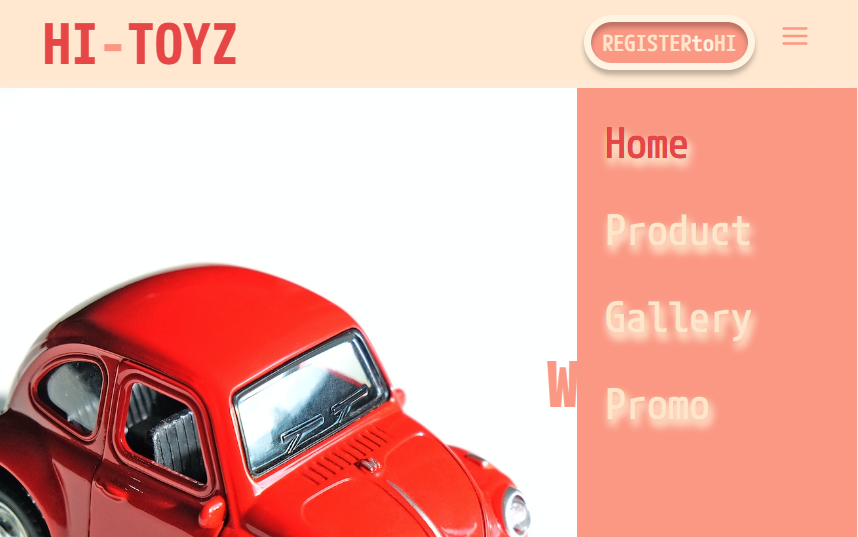 HI-TOYZ
REGISTERtoHI
Home
Product
Gallery
W
Promo